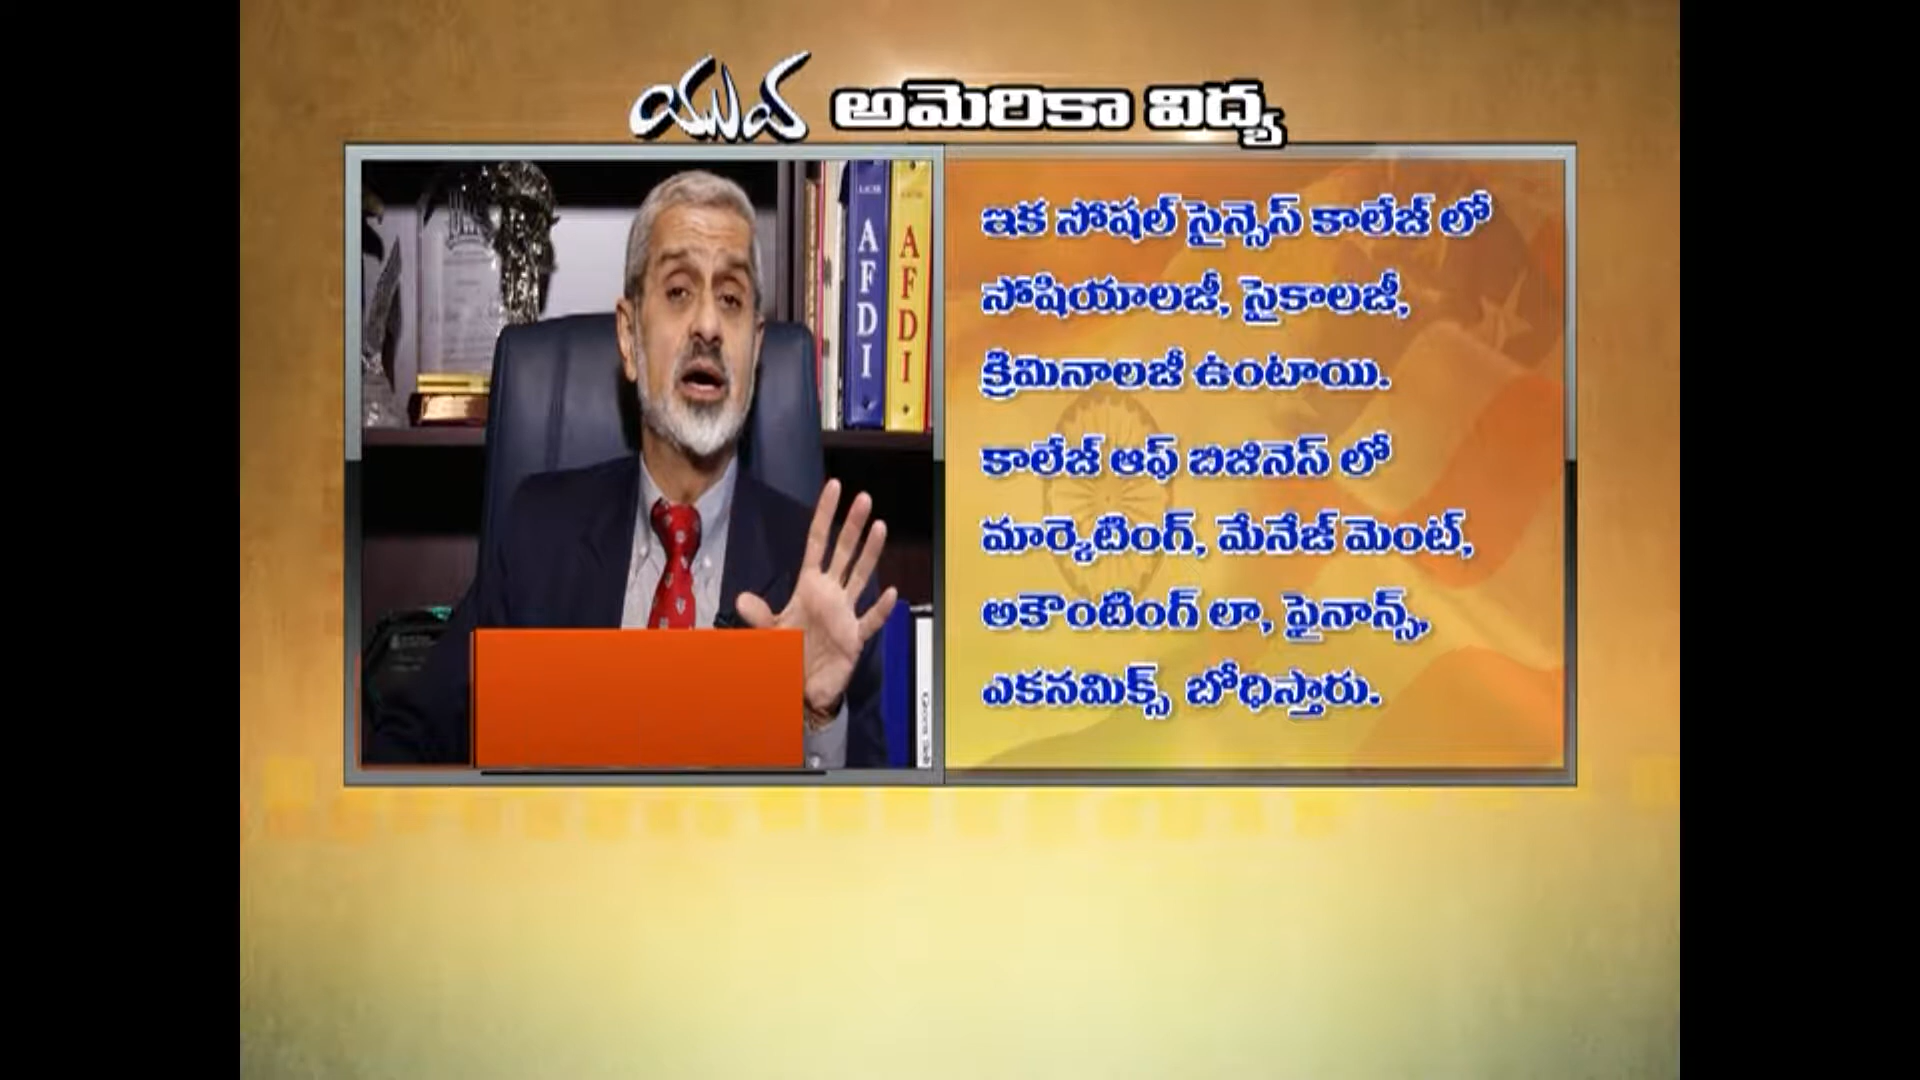 యువ అమెరికా విద్య
ఇక సోషల్ సైన్సెస్ కాలేజ్ లో
సోషియాలజీ, సైకాలజీ,
క్రిమినాలజీ ఉంటాయి.
కాలేజ్ ఆఫ్ బిజినెస్ లో
మార్కెటింగ్, మేనేజ్ మెంట్,
అకౌంటింగ్ లా, ఫైనాన్స్,
ఎకనమిక్స్ బోధిస్తారు.
AFDI
AFDI